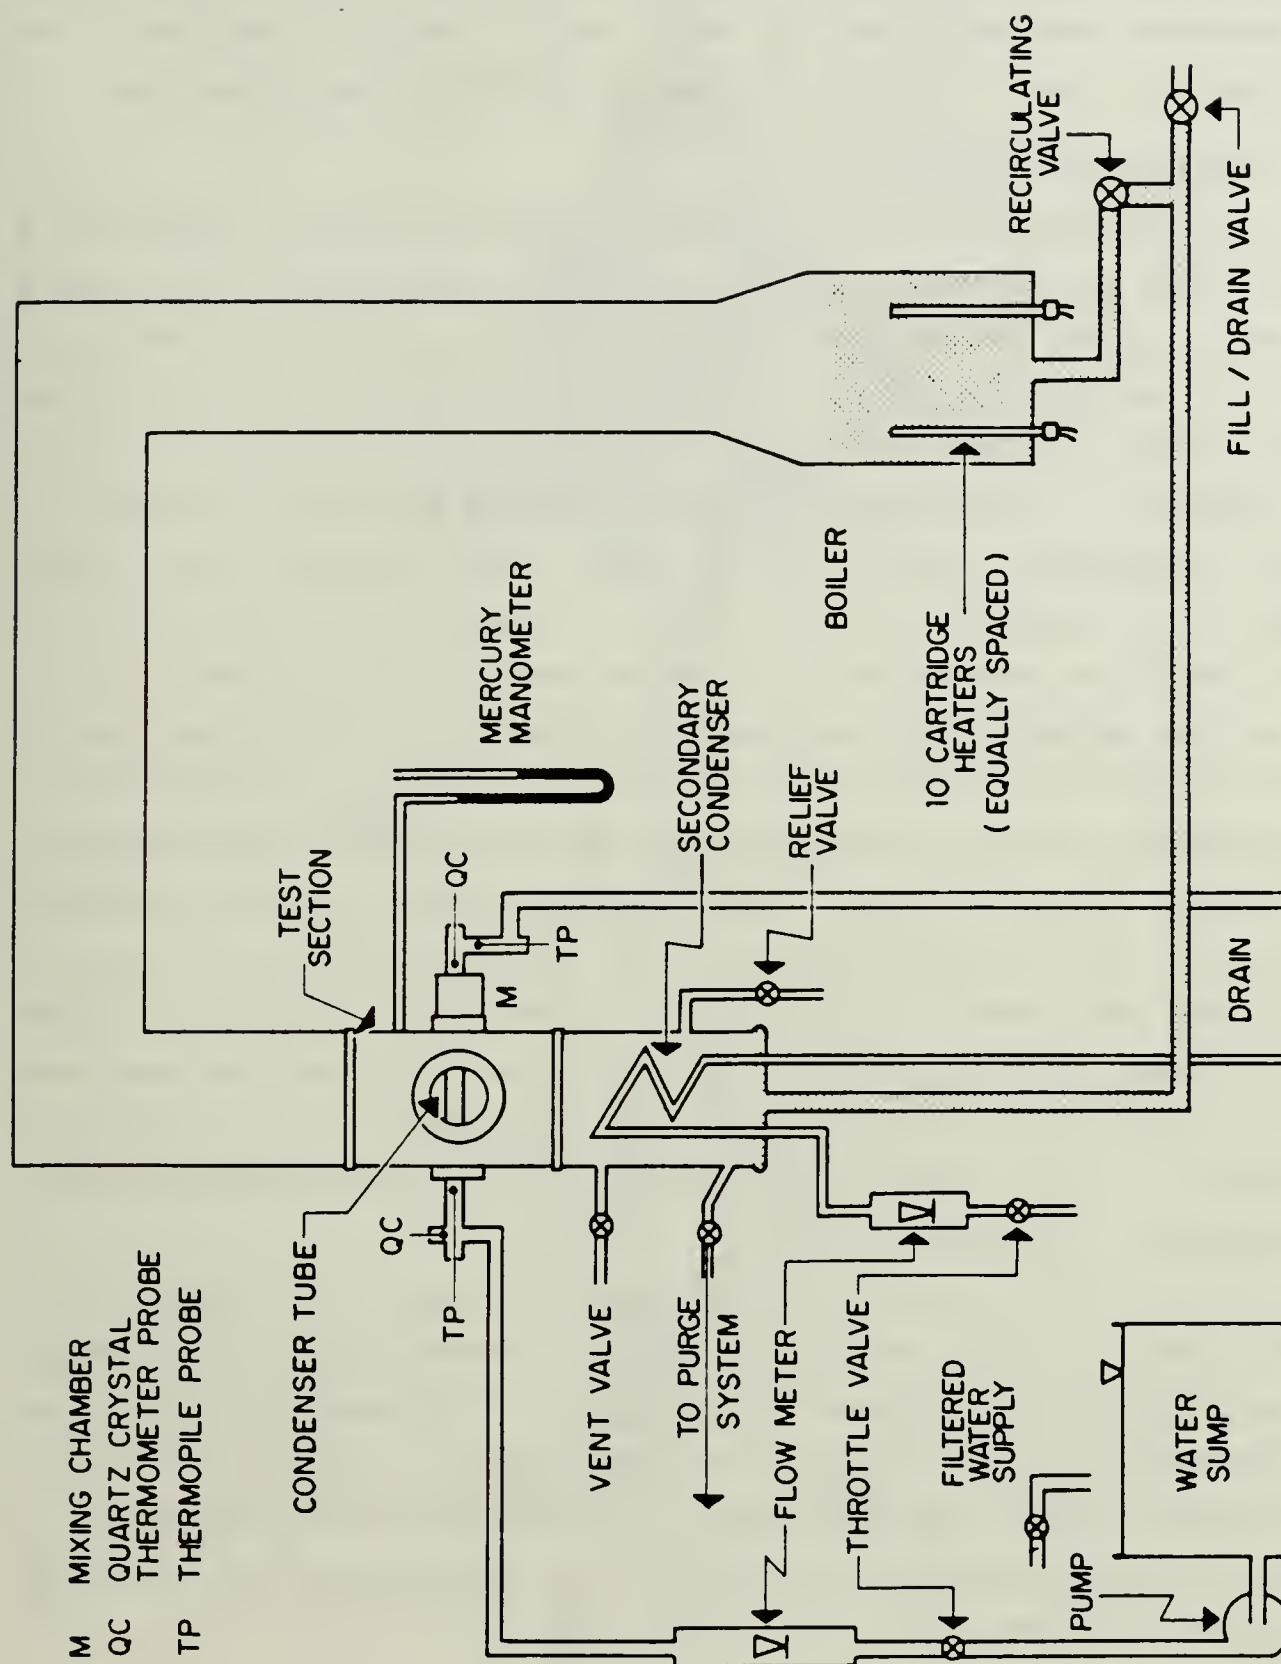 M MIXING CHAMBER
QC QUARTZ CRYSTAL
THERMOMETER PROBE
TP THERMOPILE PROBE
CONDENSER TUBE
TEST
SECTION
MERCURY
MANOMETER
QC
TP
QC
TP
M
VENT VALVE
TO PURGE
SYSTEM
FLOW METER
THROTTLE VALVE
SECONDARY
CONDENSER
RELIEF
VALVE
BOILER
10 CARTRIDGE
HEATERS
(EQUALLY SPACED)
RECIRCULATING
VALVE
FILL / DRAIN VALVE
FILTERED
WATER
SUPPLY
PUMP
WATER
SUMP
DRAIN